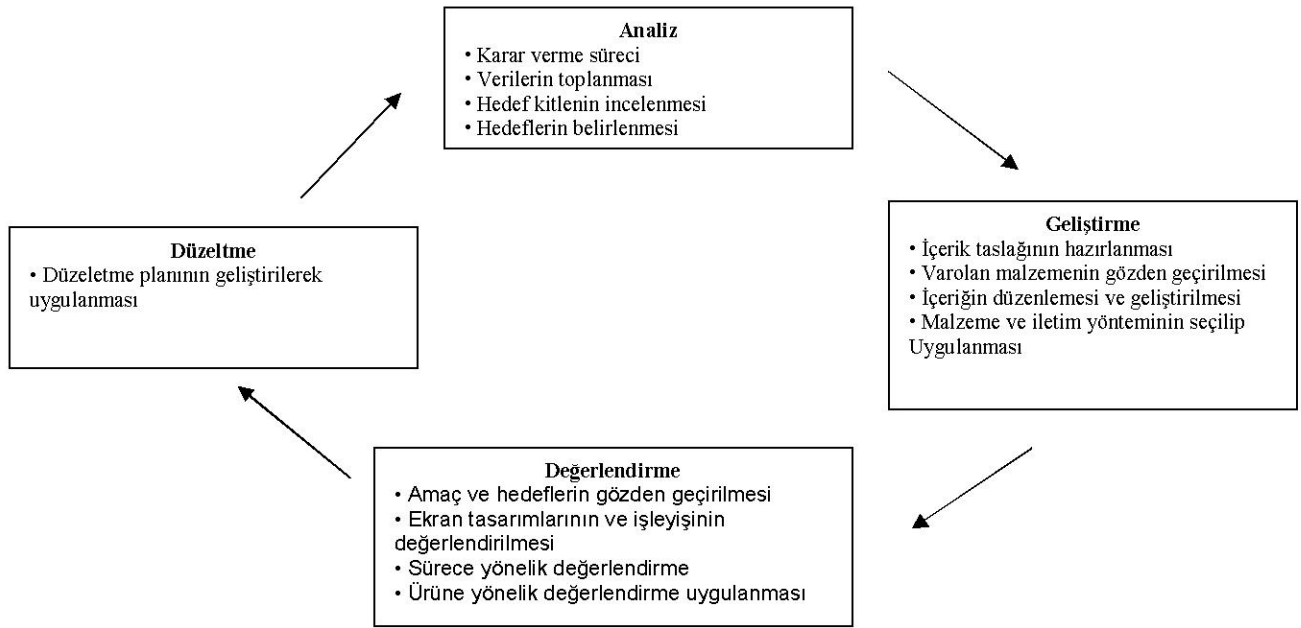 Analiz
• Karar verme süreci
• Verilerin toplanması
• Hedef kitlenin incelenmesi
• Hedeflerin belirlenmesi
Geliştirme
• İçerik taslağının hazırlanması
• Varolan malzemenin gözden geçirilmesi
• İçeriğin düzenlemesi ve geliştirilmesi
• Malzeme ve iletim yönteminin seçilip
Uygulanması
Değerlendirme
• Amaç ve hedeflerin gözden geçirilmesi
• Ekran tasarımlarının ve işleyişinin
değerlendirilmesi
• Sürece yönelik değerlendirme
• Ürüne yönelik değerlendirme uygulanması
Düzeltme
• Düzeletme planının geliştirilerek
uygulanması